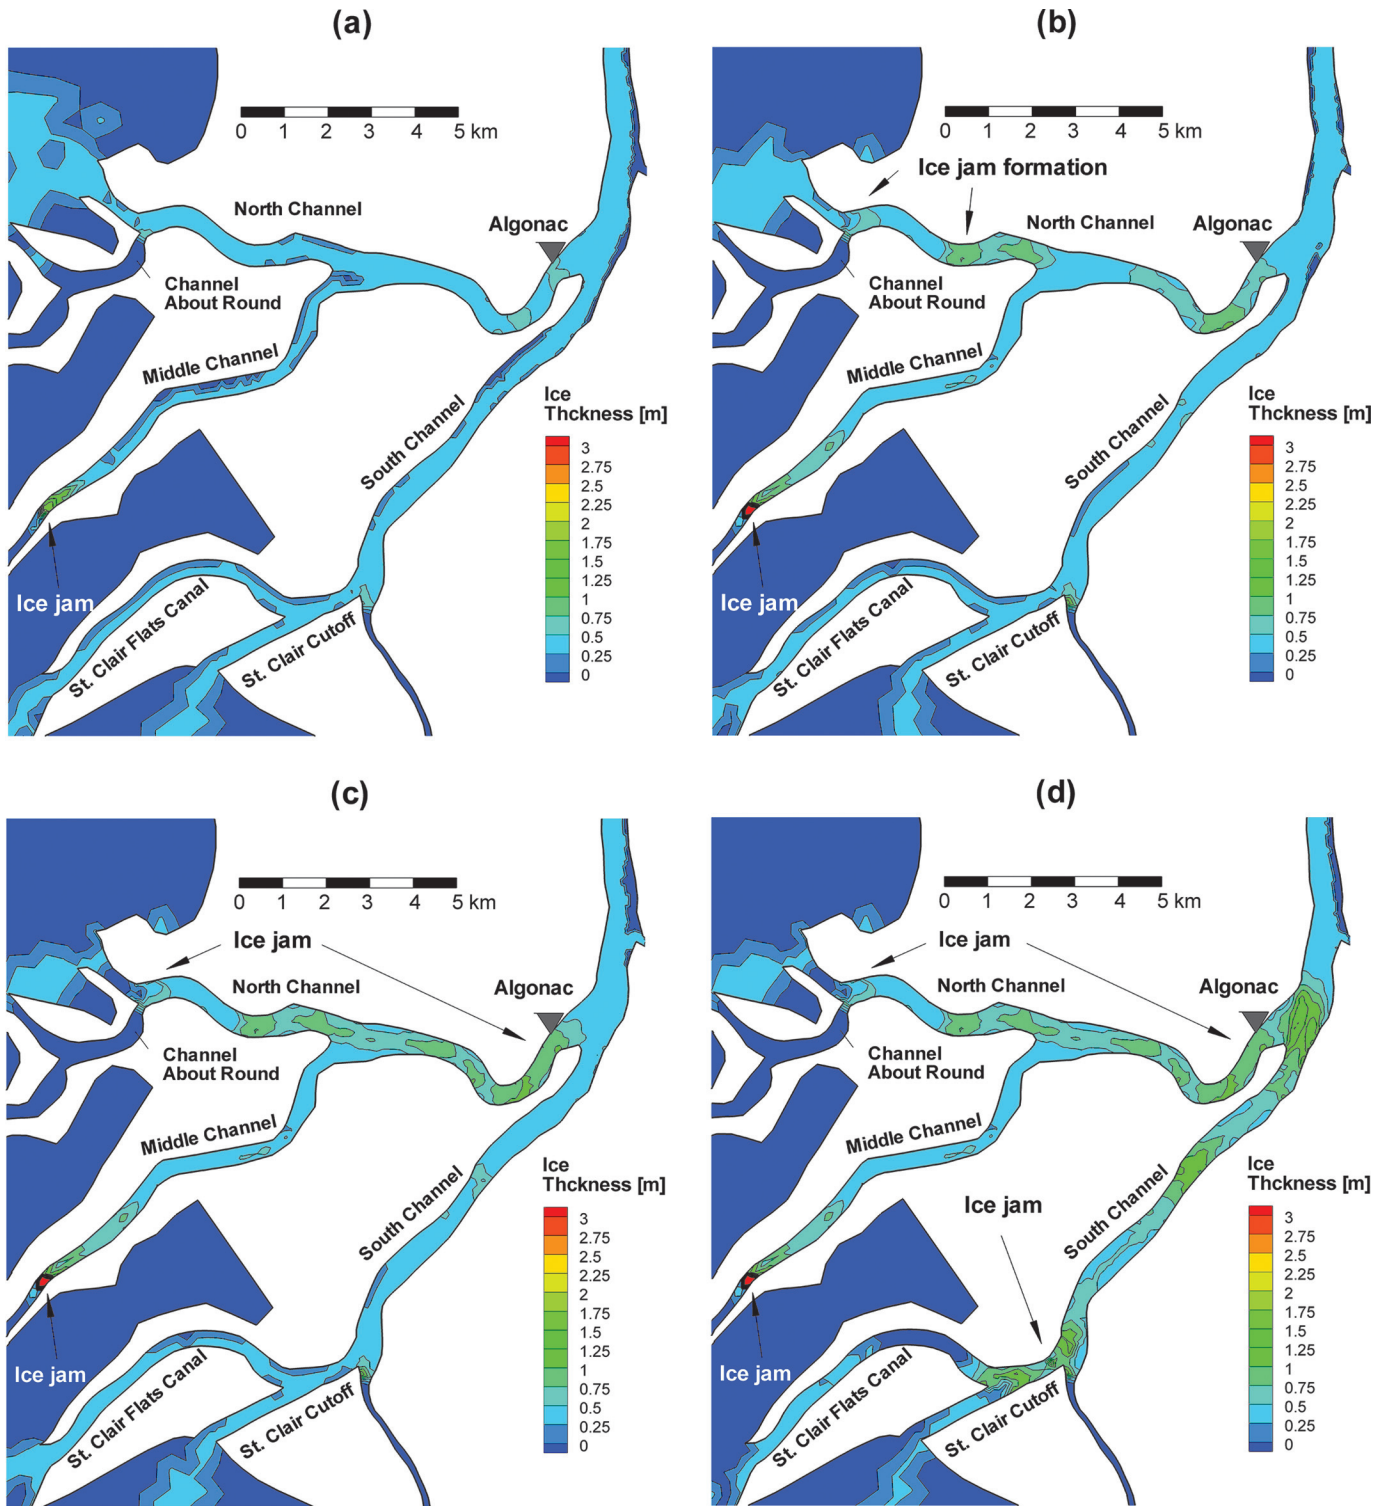 (a)
0 1 2 3 4 5 km
North Channel
Algonac
Channel
About Round
Middle Channel
South Channel
Ice
Thckness [m]
3
2.75
2.5
2.25
2
1.75
1.5
1.25
1
0.75
0.5
0.25
0
Ice jam
St. Clair Flats Canal
St. Clair Cutoff
(b)
0 1 2 3 4 5 km
Ice jam formation
North Channel
Algonac
Channel
About Round
Middle Channel
South Channel
Ice
Thckness [m]
3
2.75
2.5
2.25
2
1.75
1.5
1.25
1
0.75
0.5
0.25
0
Ice jam
St. Clair Flats Canal
St. Clair Cutoff
(c)
0 1 2 3 4 5 km
Ice jam
North Channel
Algonac
Channel
About Round
Middle Channel
South Channel
Ice
Thckness [m]
3
2.75
2.5
2.25
2
1.75
1.5
1.25
1
0.75
0.5
0.25
0
Ice jam
St. Clair Flats Canal
St. Clair Cutoff
(d)
0 1 2 3 4 5 km
Ice jam
North Channel
Algonac
Channel
About Round
Middle Channel
South Channel
Ice jam
Ice
Thckness [m]
3
2.75
2.5
2.25
2
1.75
1.5
1.25
1
0.75
0.5
0.25
0
Ice jam
St. Clair Flats Canal
St. Clair Cutoff